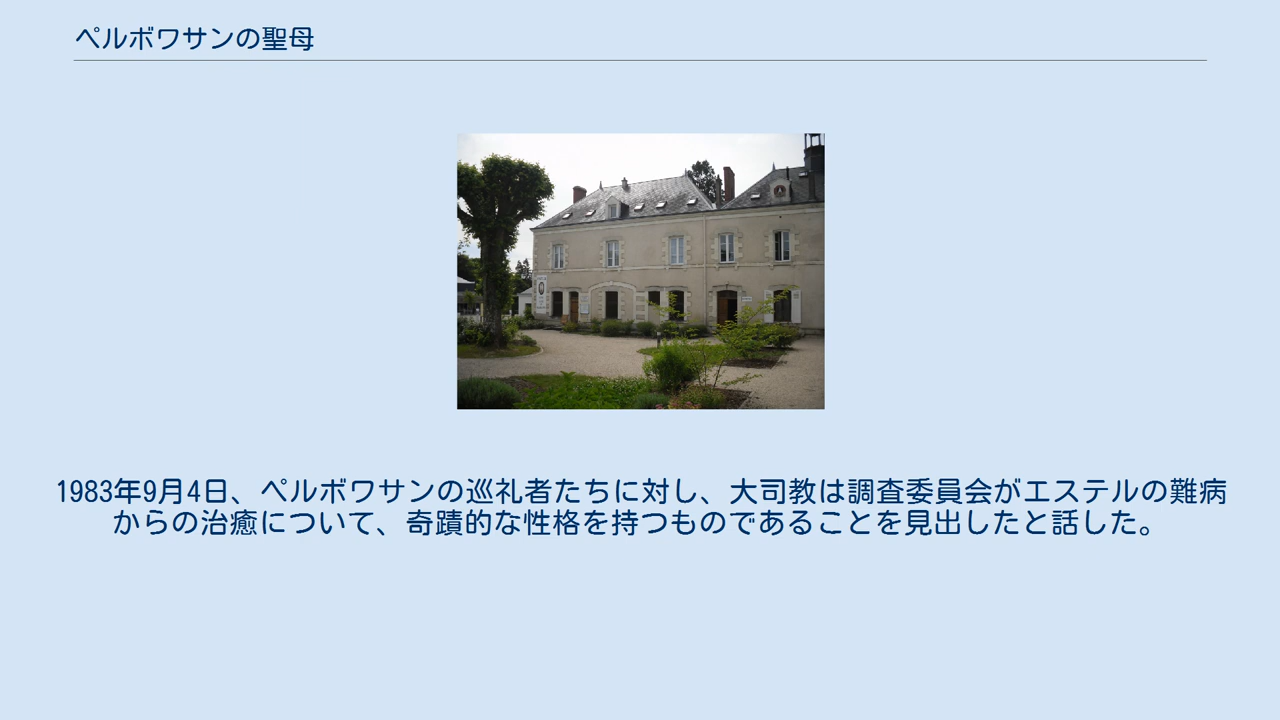 ペルボワサンの聖母
1983年9月4日、ペルボワサンの巡礼者たちに対し、大司教は調査委員会がエステルの難病
からの治癒について、奇蹟的な性格を持つものであることを見出したと話した。